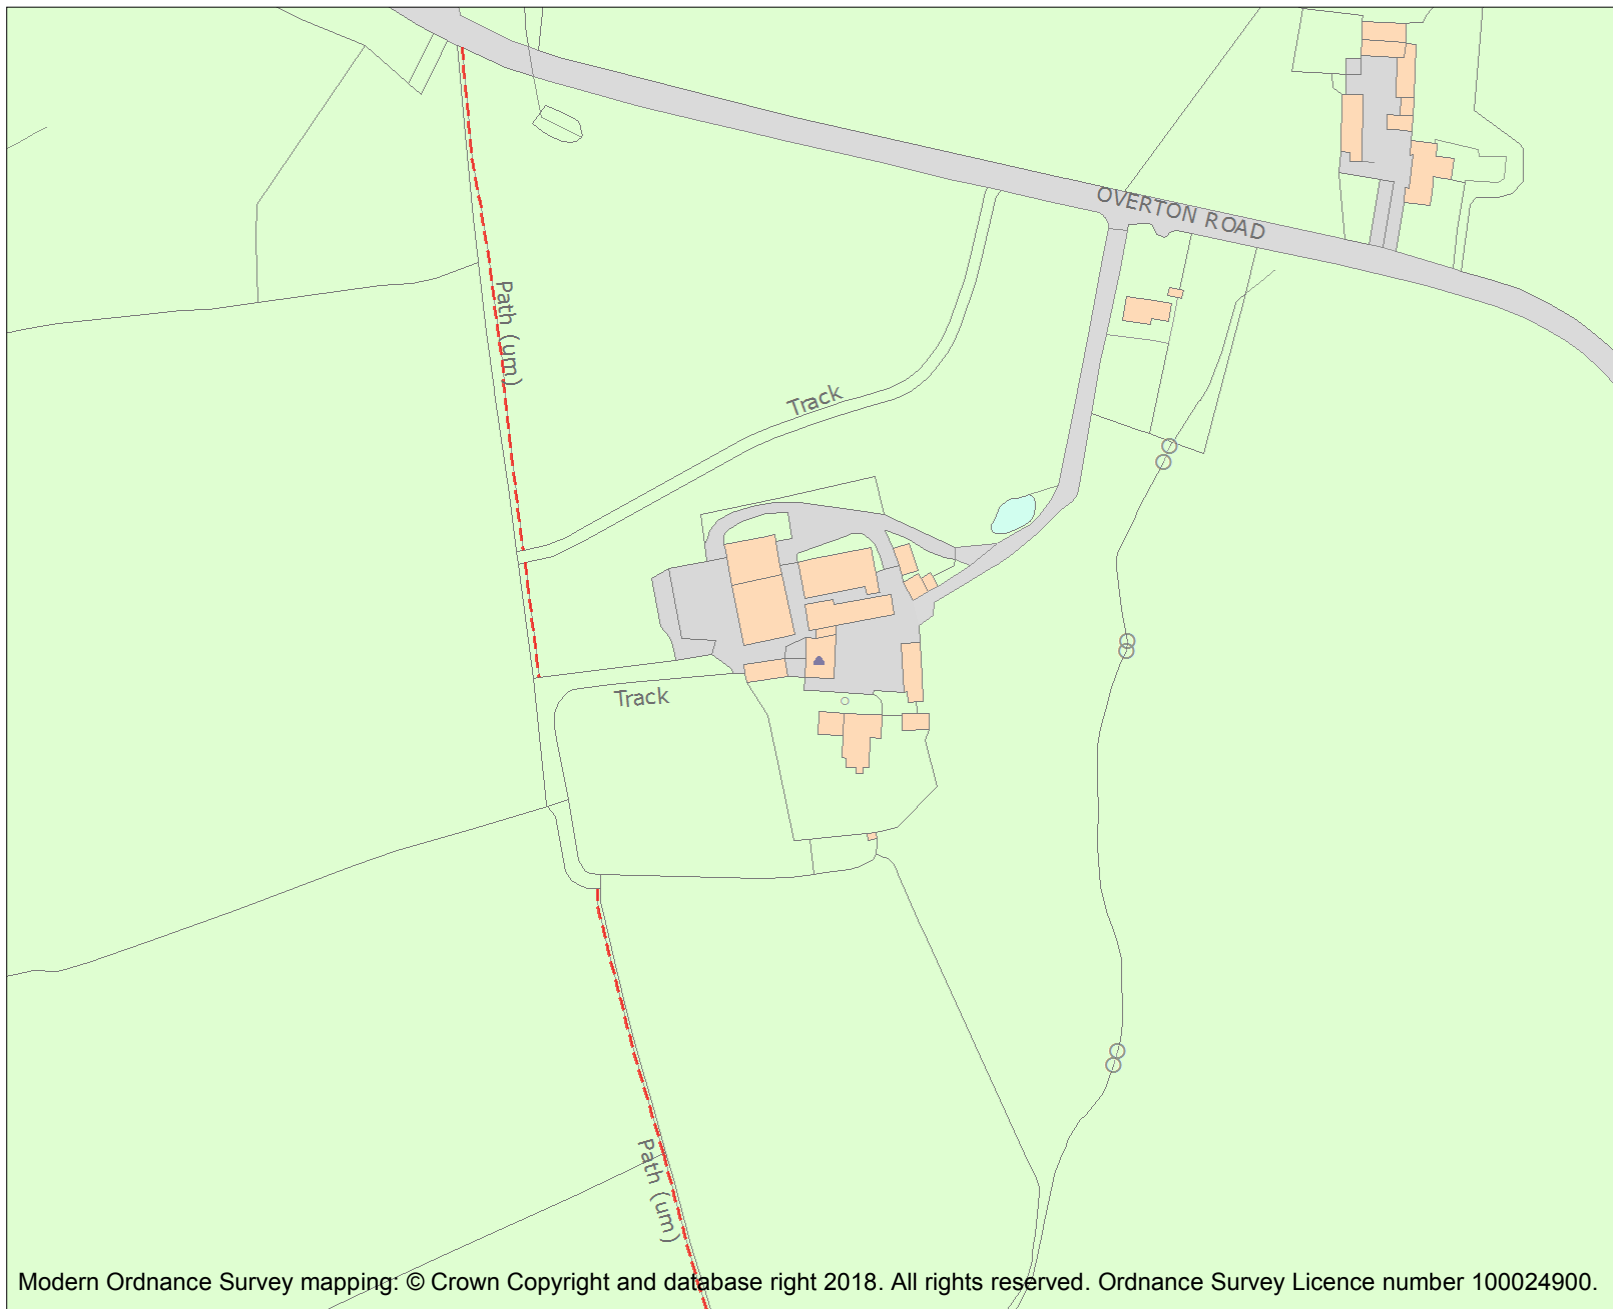 OVERTON ROAD
Path (um)
Track
Track
Path (um)
Modern Ordnance Survey mapping: © Crown Copyright and database right 2018. All rights reserved. Ordnance Survey Licence number 100024900.